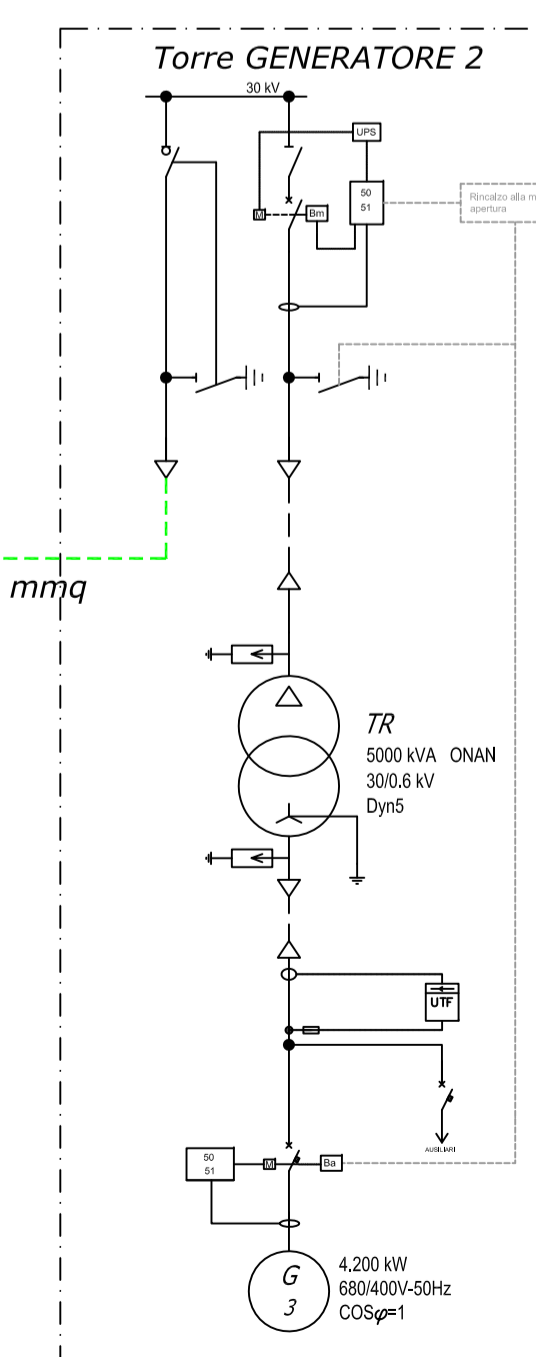 Torre GENERATORE 2
30 kV
UPS
50
51
M
Bm
Rincalzo alla m
apertura
mmq
TR
5000 kVA ONAN
30/0.6 kV
Dyn5
UTF
AUSILIARI
50
51
M
Ba
G
3
4.200 kW
680/400V-50Hz
COSφ=1